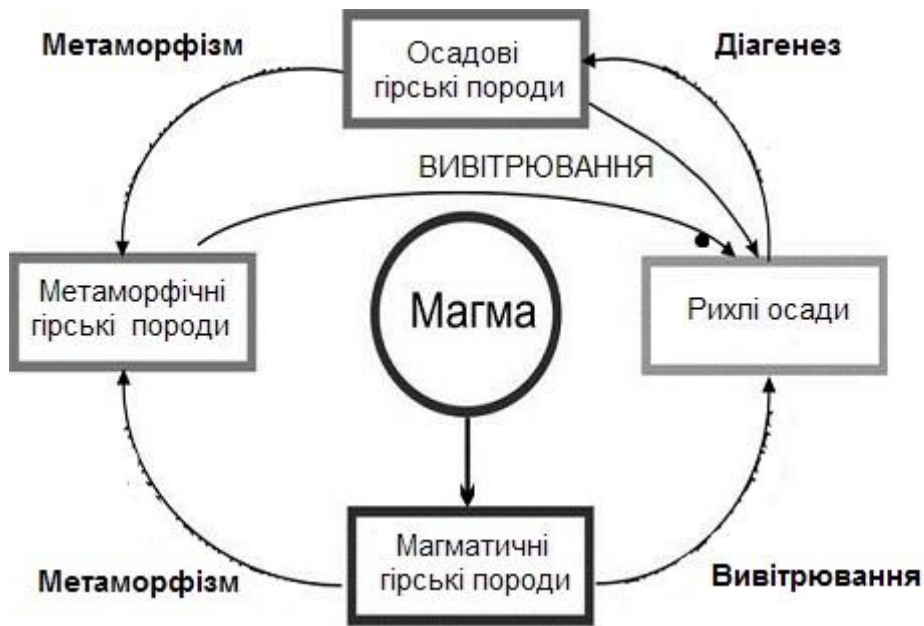 Метаморфізм
Осадові
гірські породи
Діагенез
ВИВІТРЮВАННЯ
Метаморфічні
гірські породи
Магма
Рихлі осади
Магматичні
гірські породи
Метаморфізм
Вивітрювання